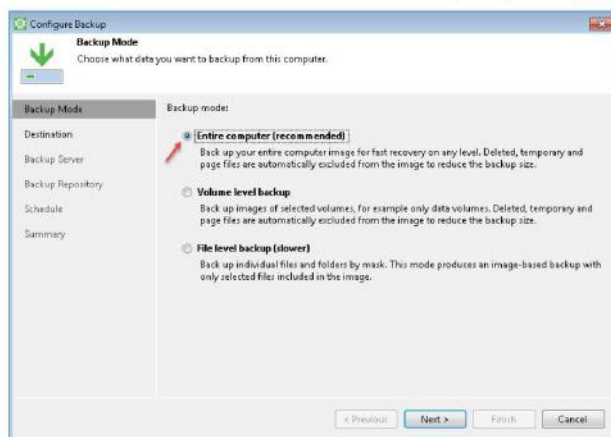 Configure Backup
Backup Mode
Choose what data you want to backup from this computer.
Backup Mode
Destination
Backup Server
Backup Repository
Schedule
Summary
Backup mode:
Entire computer (recommended)
Back up your entire computer image for fast recovery on any level. Deleted, temporary and
page files are automatically excluded from the image to reduce the backup size.
Volume level backup
Back up images of selected volumes, for example only data volumes. Deleted, temporary and
page files are automatically excluded from the image to reduce the backup size.
File level backup (slower)
Back up individual files and folders by mask. This mode produces an image-based backup with
only selected files included in the image.
< Previous
Next >
Finish
Cancel